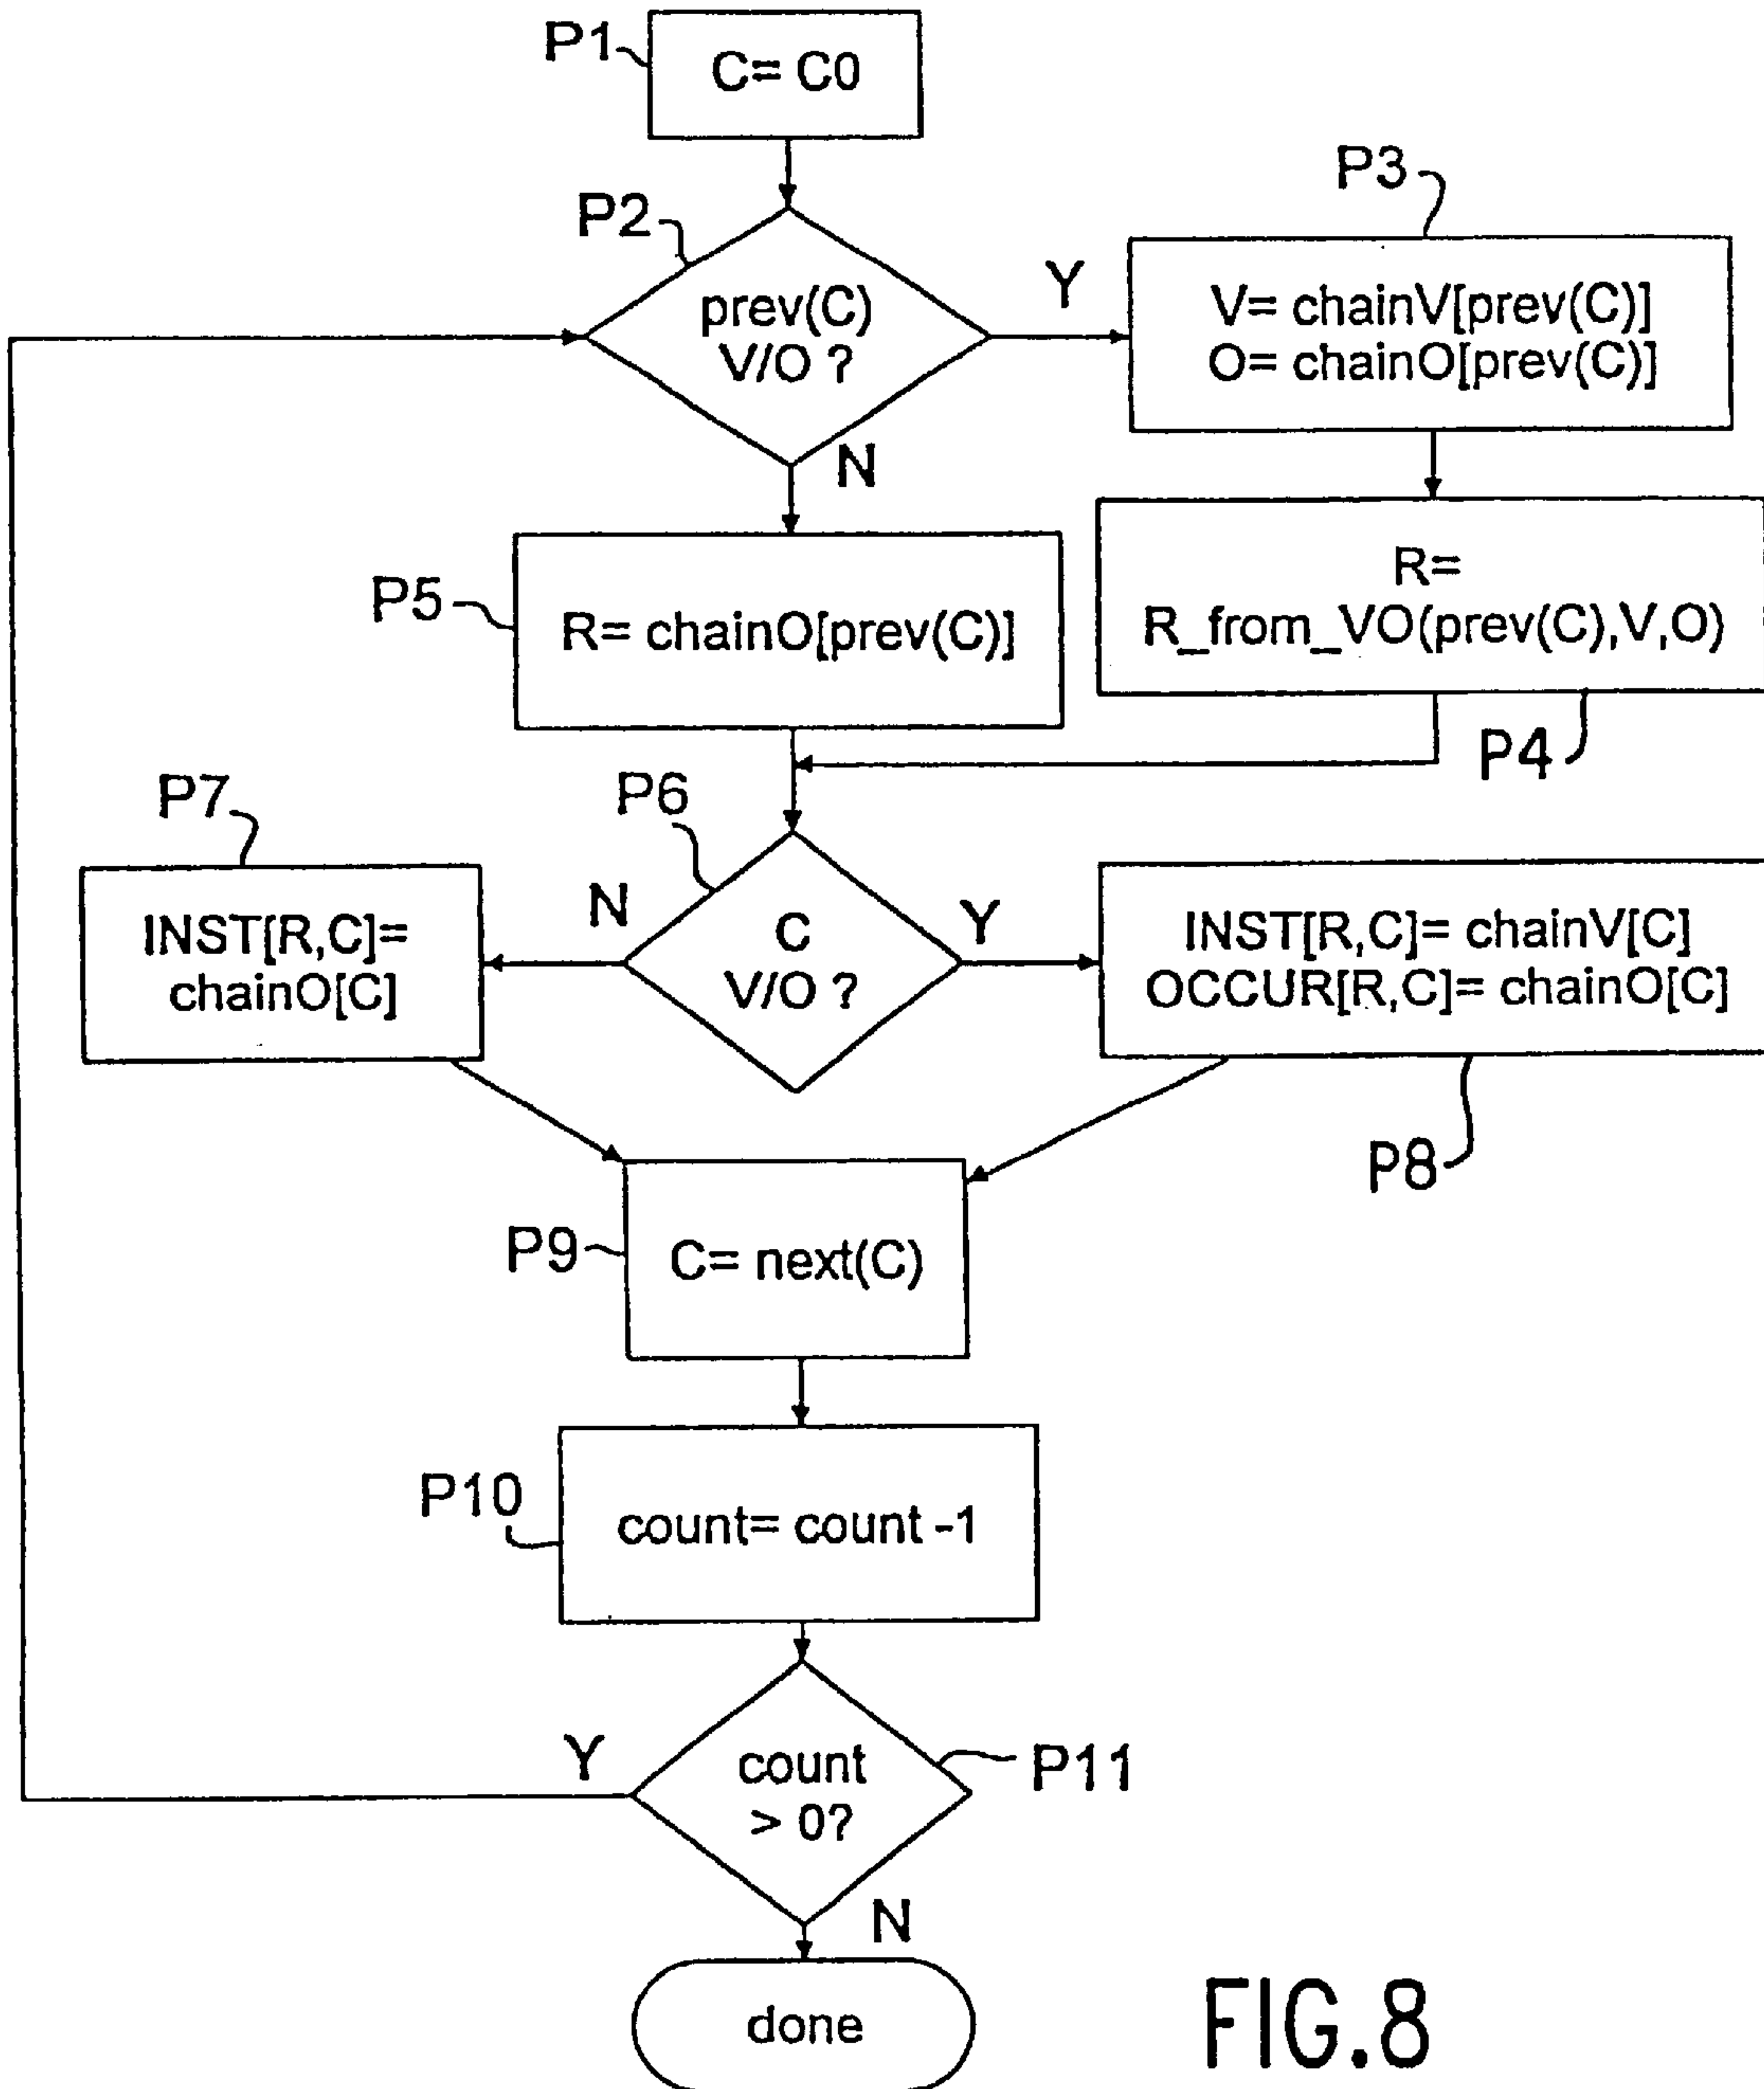 P1
C= C0
P2
prev(C)
V/O ?
Y
N
P3
V= chainV[prev(C)]
O= chainO[prev(C)]
R=
R_from_VO(prev(C),V,O)
P4
P5
R= chainO[prev(C)]
P6
C
V/O ?
N
Y
P7
INST[R,C]=
chainO[C]
INST[R,C]= chainV[C]
OCCUR[R,C]= chainO[C]
P8
P9
C= next(C)
P10
count= count -1
P11
count
> 0?
Y
N
done
FIG.8